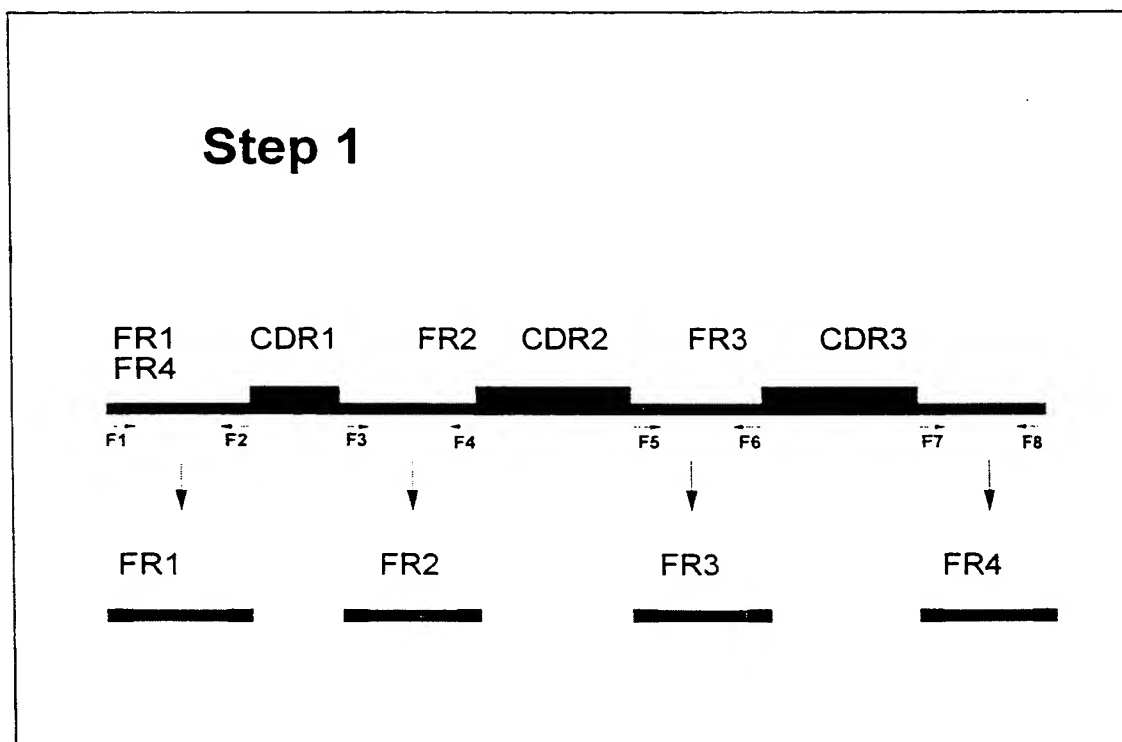 Step 1
FR1 CDR1 FR2 CDR2 FR3 CDR3
FR4
F1 F2 F3 F4 F5 F6 F7 F8
FR1 FR2 FR3 FR4